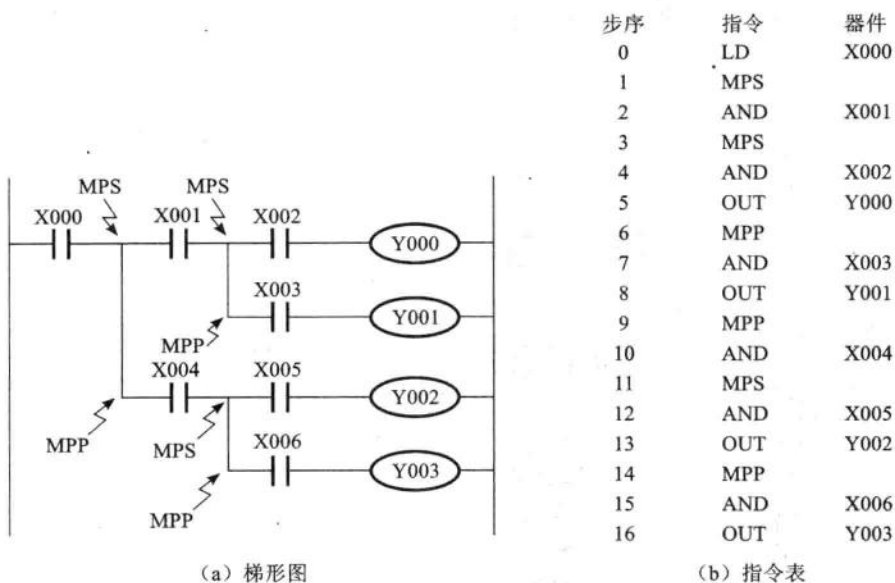 MPS MPS
X000 X001 X002
Y000
X003
Y001
MPP
X004 X005
Y002
MPP MPS X006
Y003
MPP
(a) 梯形图
步序 指令 器件
0 LD X000
1 MPS
2 AND X001
3 MPS
4 AND X002
5 OUT Y000
6 MPP
7 AND X003
8 OUT Y001
9 MPP
10 AND X004
11 MPS
12 AND X005
13 OUT Y002
14 MPP
15 AND X006
16 OUT Y003
(b) 指令表